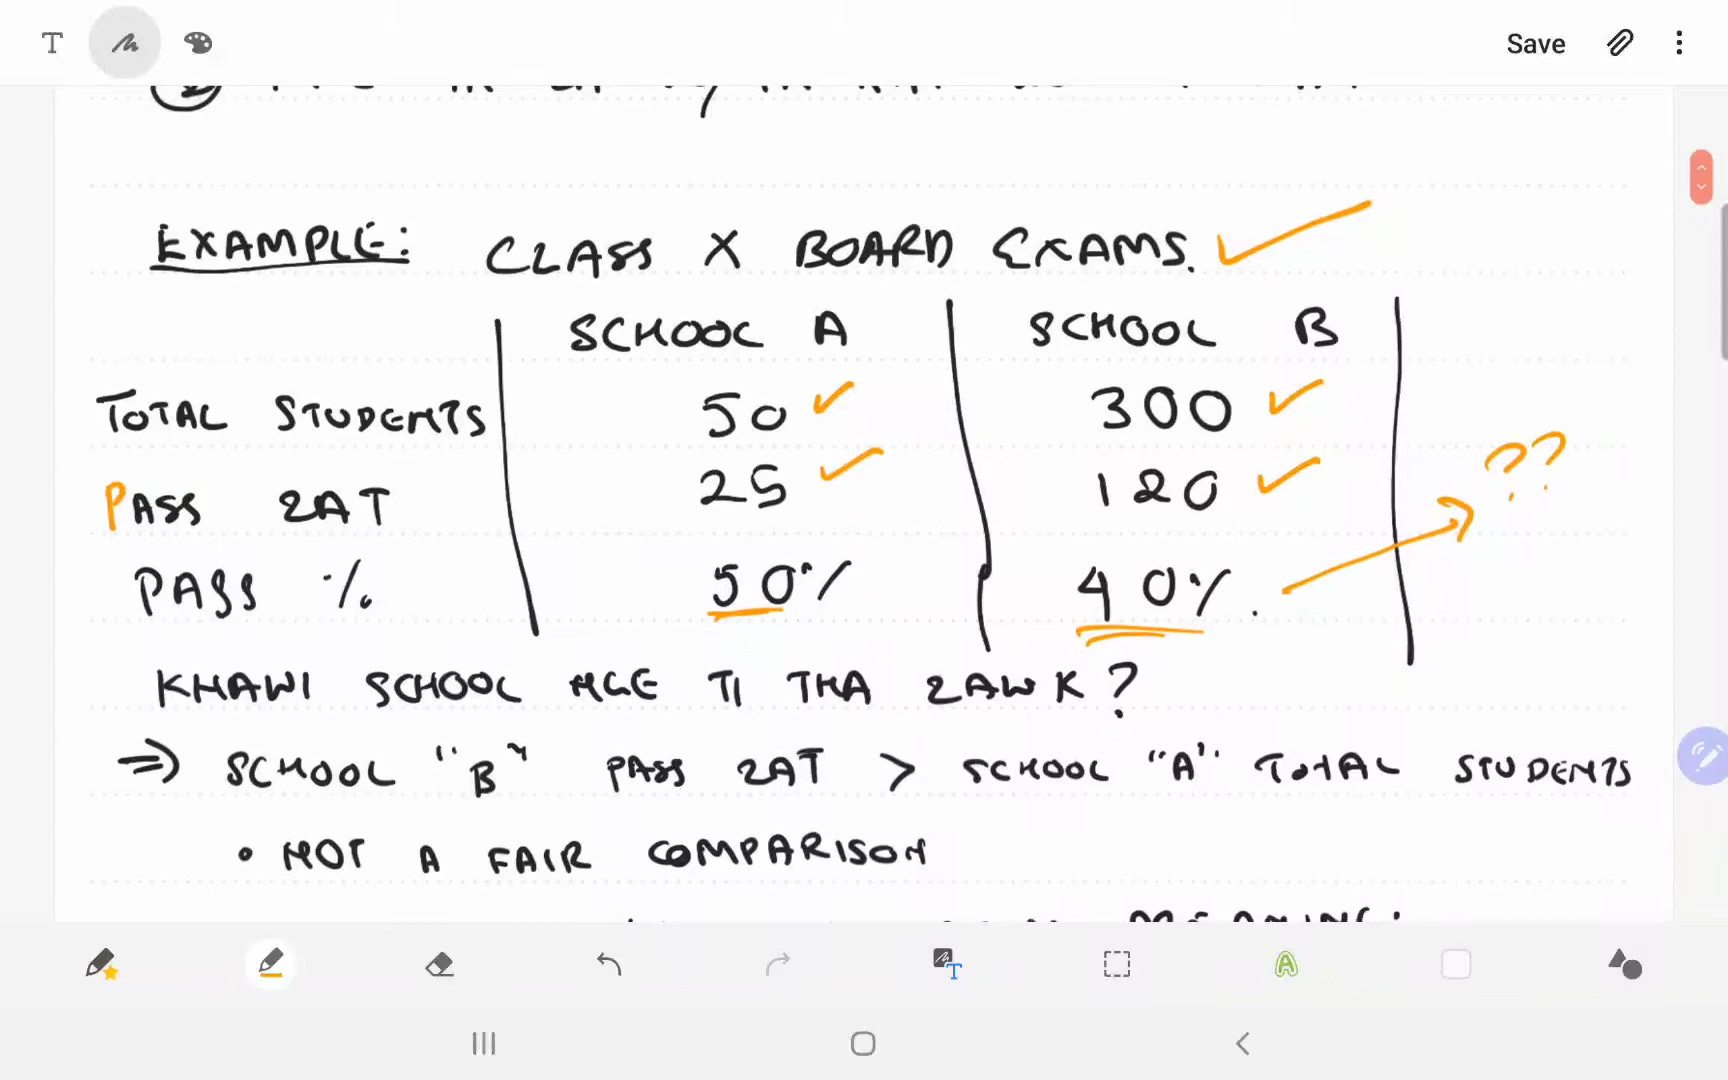 T
Save
EXAMPLE: CLASS X BOARD EXAMS.
SCHOOL A SCHOOL B
TOTAL STUDENTS 50 300
PASS ZAT 25 120
PASS % 50% 40%. ??
KHAWI SCHOOL NGE TI THA ZAWK?
⇒ SCHOOL "B" PASS ZAT > SCHOOL "A" TOTAL STUDENTS
• NOT A FAIR COMPARISON